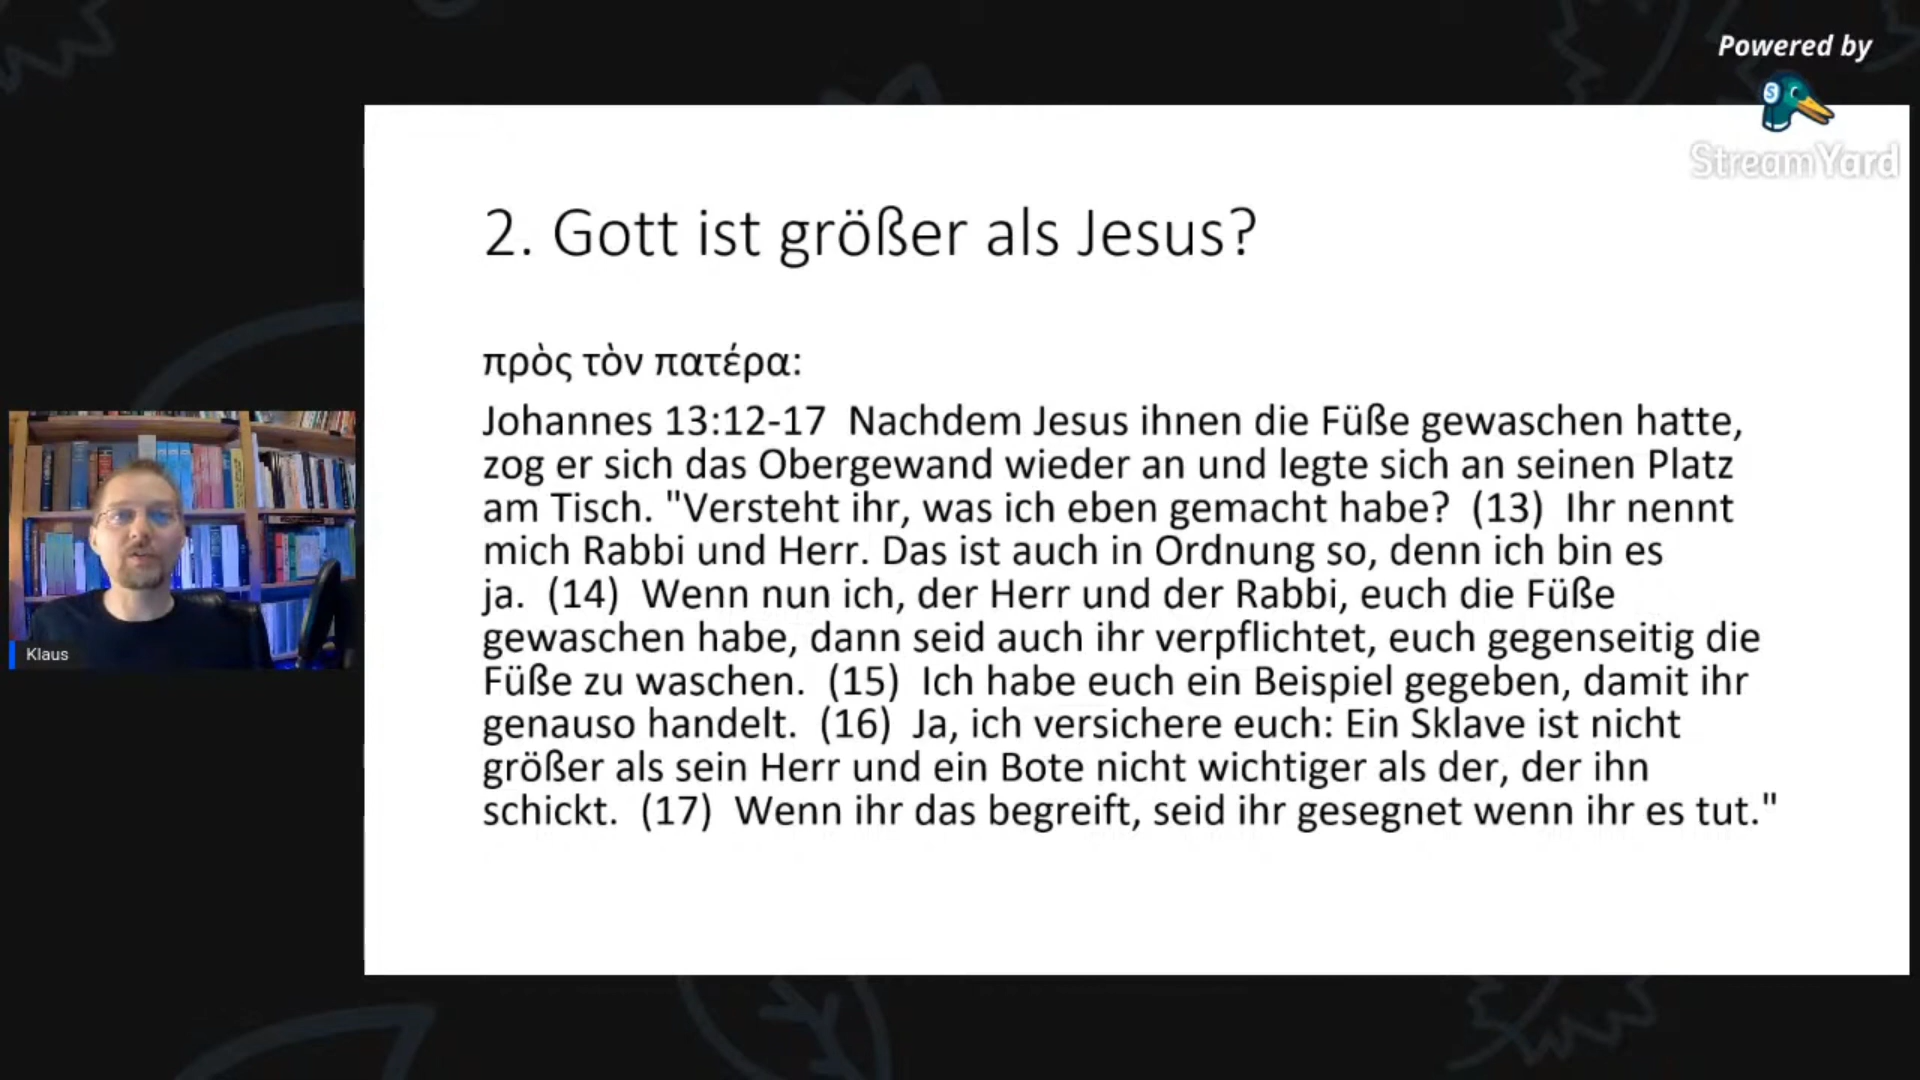 Powered by
StreamYard
2. Gott ist größer als Jesus?
πρὸς τὸν πατέρα:
Johannes 13:12-17  Nachdem Jesus ihnen die Füße gewaschen hatte,
zog er sich das Obergewand wieder an und legte sich an seinen Platz
am Tisch. "Versteht ihr, was ich eben gemacht habe?  (13)  Ihr nennt
mich Rabbi und Herr. Das ist auch in Ordnung so, denn ich bin es
ja.  (14)  Wenn nun ich, der Herr und der Rabbi, euch die Füße
gewaschen habe, dann seid auch ihr verpflichtet, euch gegenseitig die
Füße zu waschen.  (15)  Ich habe euch ein Beispiel gegeben, damit ihr
genauso handelt.  (16)  Ja, ich versichere euch: Ein Sklave ist nicht
größer als sein Herr und ein Bote nicht wichtiger als der, der ihn
schickt.  (17)  Wenn ihr das begreift, seid ihr gesegnet wenn ihr es tut."
Klaus